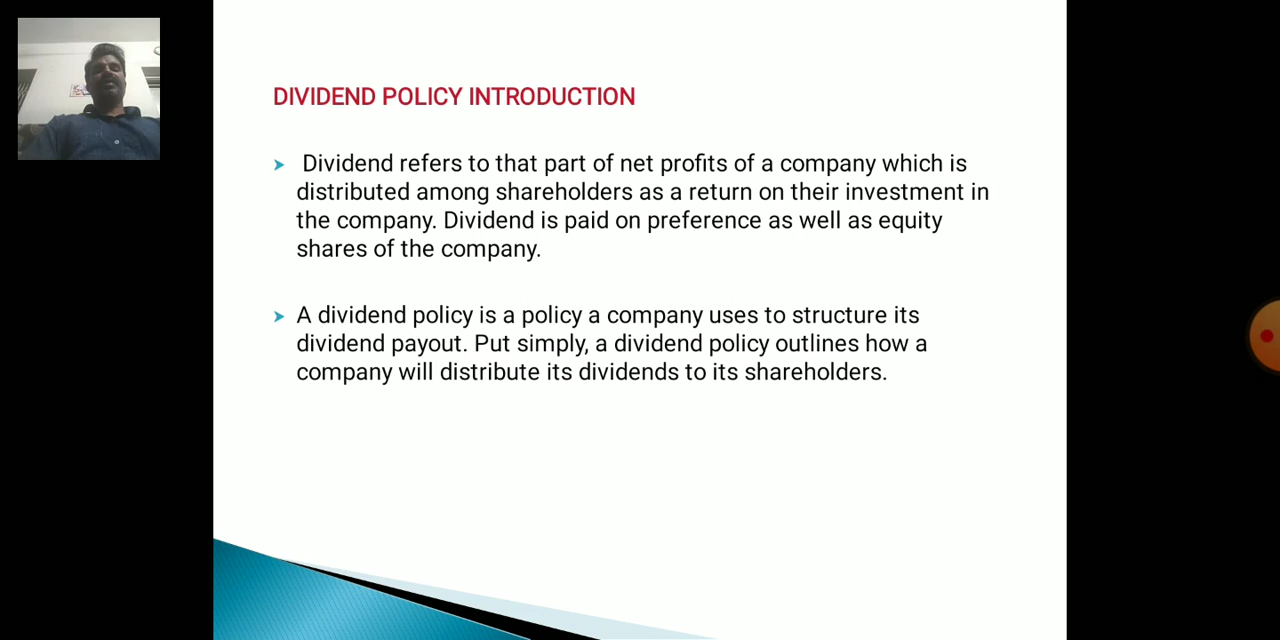 DIVIDEND POLICY INTRODUCTION
Dividend refers to that part of net profits of a company which is
distributed among shareholders as a return on their investment in
the company. Dividend is paid on preference as well as equity
shares of the company.
A dividend policy is a policy a company uses to structure its
dividend payout. Put simply, a dividend policy outlines how a
company will distribute its dividends to its shareholders.